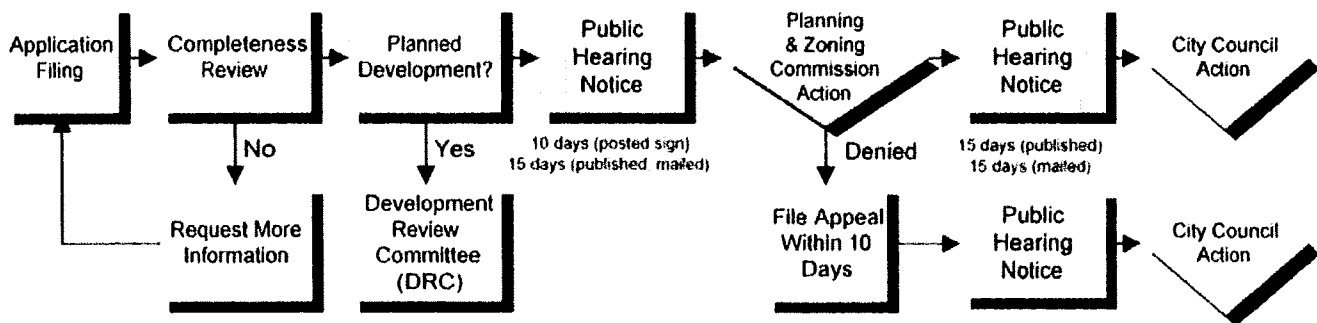 Application
Filing
Completeness
Review
Planned
Development?
Public
Hearing
Notice
10 days (posted sign)
15 days (published, mailed)
Planning
& Zoning
Commission
Action
Public
Hearing
Notice
15 days (published)
15 days (mailed)
City Council
Action
No
Yes
Denied
Request More
Information
Development
Review
Committee
(DRC)
File Appeal
Within 10
Days
Public
Hearing
Notice
City Council
Action